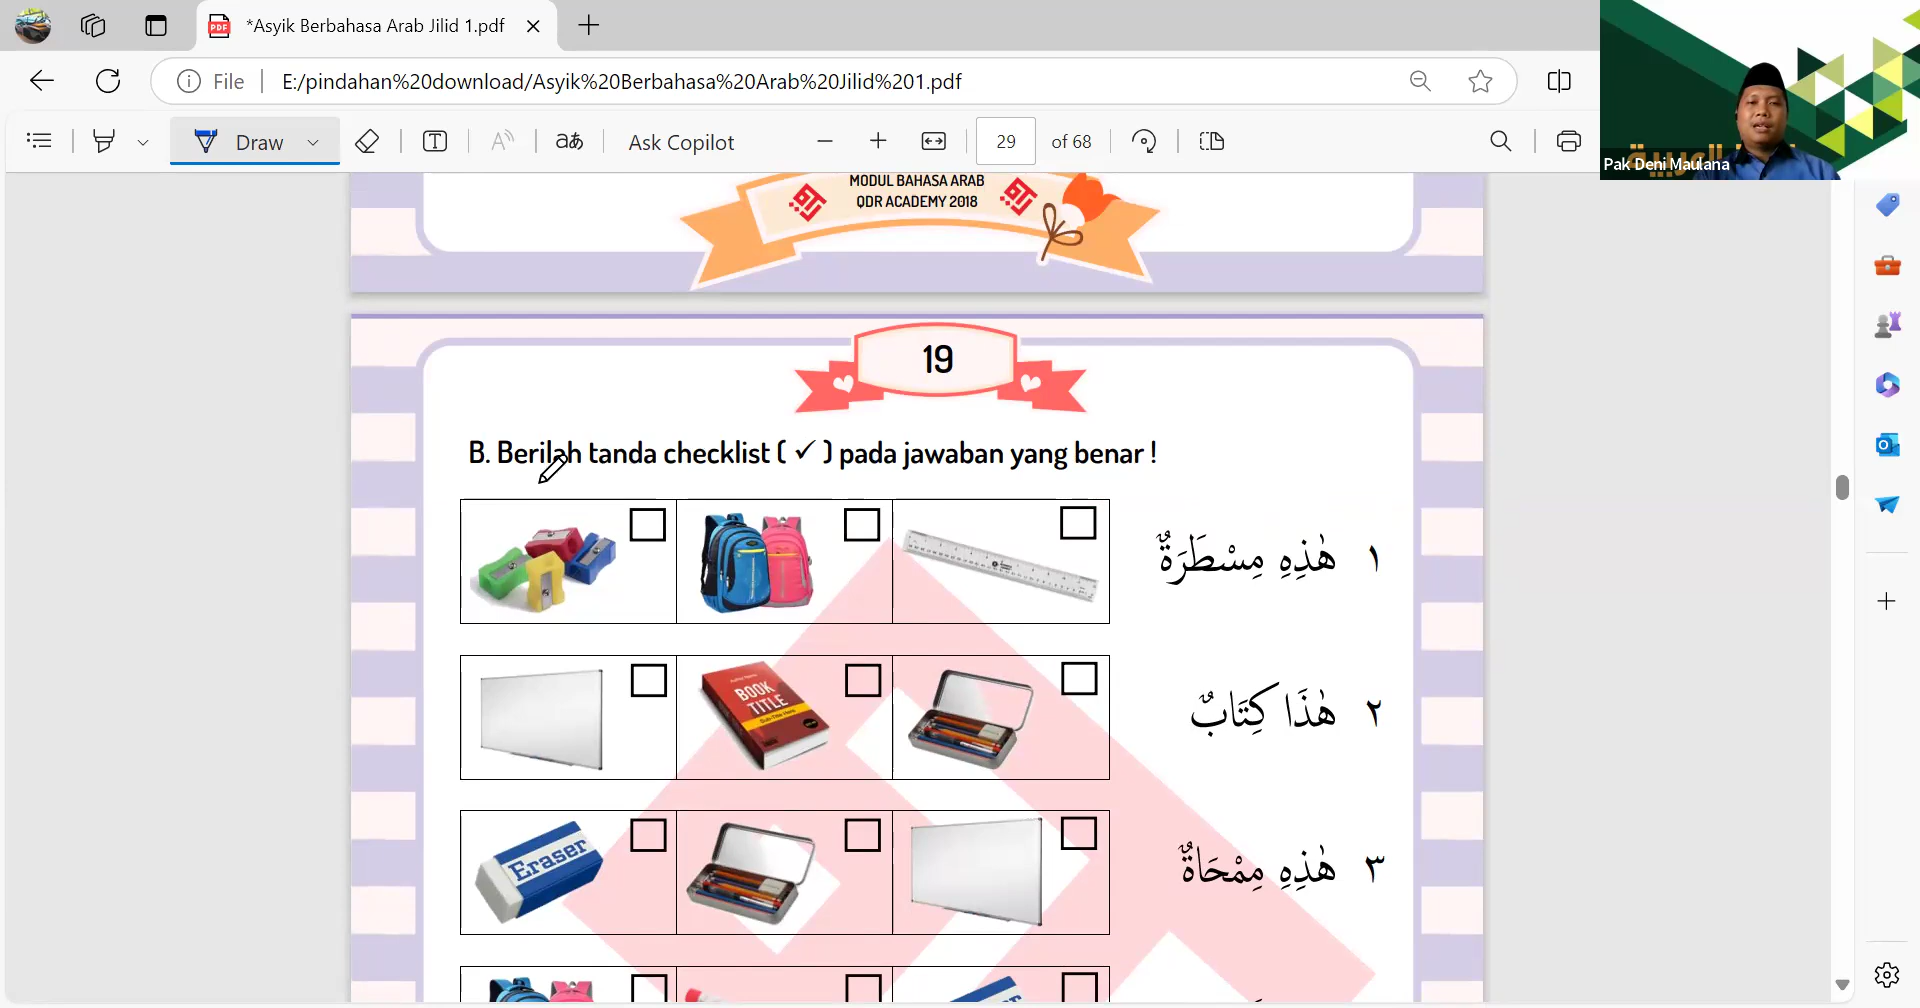 *Asyik Berbahasa Arab Jilid 1.pdf
File
E:/pindahan%20download/Asyik%20Berbahasa%20Arab%20Jilid%201.pdf
Draw
aあ
Ask Copilot
29 of 68
Pak Deni Maulana
MODUL BAHASA ARAB
QDR ACADEMY 2018
19
B. Berilah tanda checklist ( ✓ ) pada jawaban yang benar !
١ هٰذِهِ مِسْطَرَةٌ
BOOK
TITLE
٢ هٰذَا كِتَابٌ
Eraser
٣ هٰذِهِ مِمْحَاةٌ